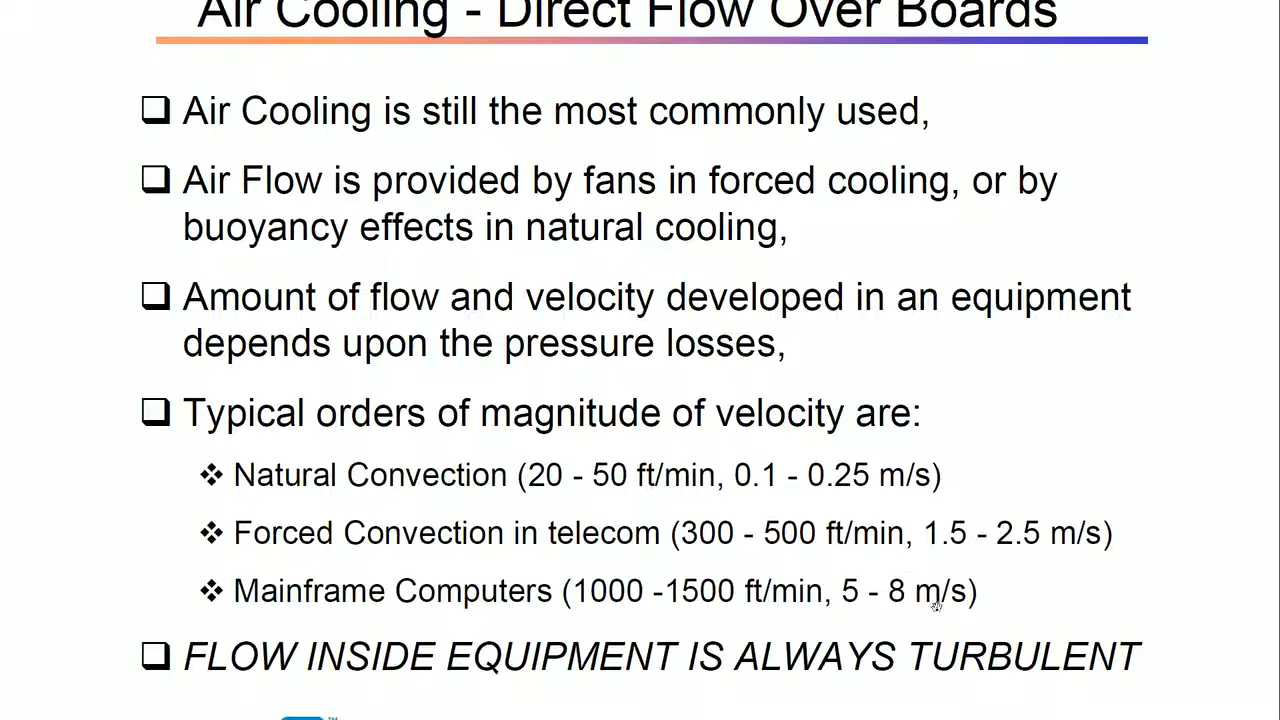 Air Cooling - Direct Flow Over Boards
❑ Air Cooling is still the most commonly used,
❑ Air Flow is provided by fans in forced cooling, or by
buoyancy effects in natural cooling,
❑ Amount of flow and velocity developed in an equipment
depends upon the pressure losses,
❑ Typical orders of magnitude of velocity are:
❖ Natural Convection (20 - 50 ft/min, 0.1 - 0.25 m/s)
❖ Forced Convection in telecom (300 - 500 ft/min, 1.5 - 2.5 m/s)
❖ Mainframe Computers (1000 -1500 ft/min, 5 - 8 m/s)
❑ FLOW INSIDE EQUIPMENT IS ALWAYS TURBULENT
™